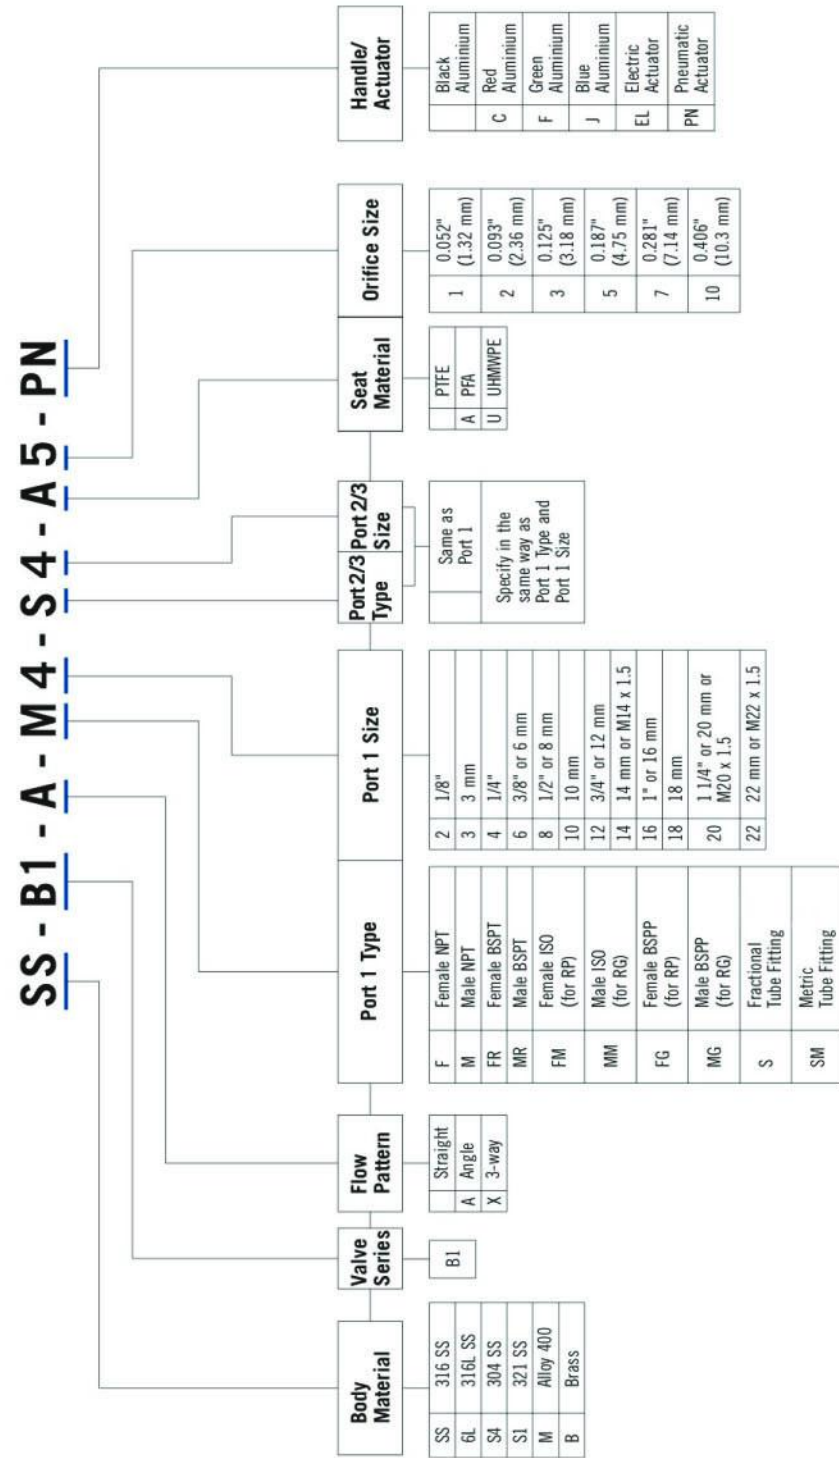 SS - B1 - A - M 4 - S 4 - A 5 - PN
Body
Material
SS 316 SS
6L 316L SS
S4 304 SS
S1 321 SS
M Alloy 400
B Brass
Valve
Series
B1
Flow
Pattern
Straight
A Angle
X 3-way
Port 1 Type
F Female NPT
M Male NPT
FR Female BSPT
MR Male BSPT
FM Female ISO
(for RP)
MM Male ISO
(for RG)
FG Female BSPP
(for RP)
MG Male BSPP
(for RG)
S Fractional
Tube Fitting
SM Metric
Tube Fitting
Port 1 Size
2 1/8"
3 3 mm
4 1/4"
6 3/8" or 6 mm
8 1/2" or 8 mm
10 10 mm
12 3/4" or 12 mm
14 14 mm or M14 x 1.5
16 1" or 16 mm
18 18 mm
20 1 1/4" or 20 mm or
M20 x 1.5
22 22 mm or M22 x 1.5
Port 2/3
Type
Port 2/3
Size
Same as
Port 1
Specify in the
same way as
Port 1 Type and
Port 1 Size
Seat
Material
PTFE
A PFA
U UHMWPE
Orifice Size
1 0.052"
(1.32 mm)
2 0.093"
(2.36 mm)
3 0.125"
(3.18 mm)
5 0.187"
(4.75 mm)
7 0.281"
(7.14 mm)
10 0.406"
(10.3 mm)
Handle/
Actuator
Black
Aluminium
C Red
Aluminium
F Green
Aluminium
J Blue
Aluminium
EL Electric
Actuator
PN Pneumatic
Actuator